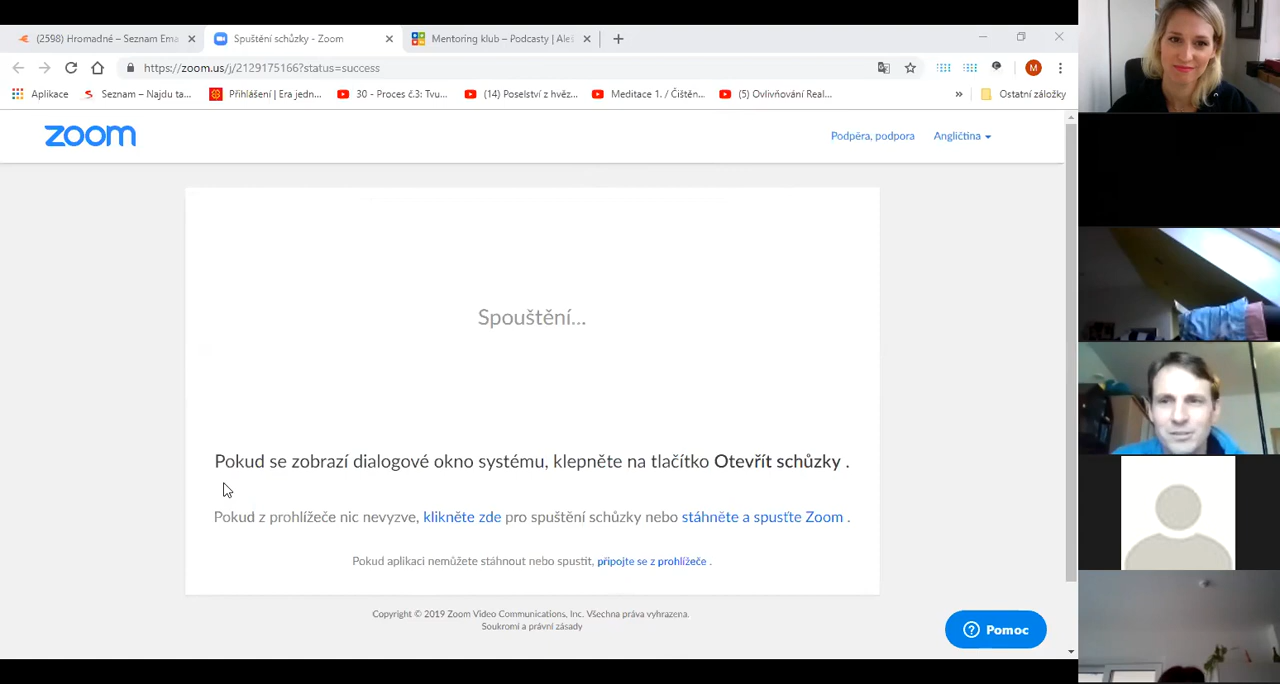 (2598) Hromadné – Seznam Ema
Spuštění schůzky - Zoom
Mentoring klub – Podcasty | Aleš
https://zoom.us/j/2129175166?status=success
M
Aplikace
Seznam – Najdu ta...
Přihlášení | Era jedn...
30 - Proces č.3: Tvu...
(14) Poselství z hvěz...
Meditace 1. / Čištěn...
(5) Ovlivňování Real...
»
Ostatní záložky
zoom
Podpěra, podpora
Angličtina
Spouštění...
Pokud se zobrazí dialogové okno systému, klepněte na tlačítko Otevřít schůzky .
Pokud z prohlížeče nic nevyzve, klikněte zde pro spuštění schůzky nebo stáhněte a spusťte Zoom .
Pokud aplikaci nemůžete stáhnout nebo spustit, připojte se z prohlížeče .
Copyright © 2019 Zoom Video Communications, Inc. Všechna práva vyhrazena.
Soukromí a právní zásady
Pomoc